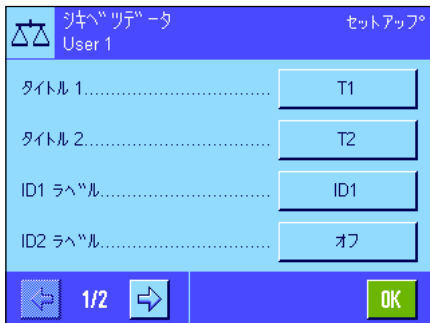 シキベツデータ セットアップ
User 1
タイトル 1................................ T1
タイトル 2................................ T2
ID1 ラベル............................. ID1
ID2 ラベル............................. オフ
1/2 OK